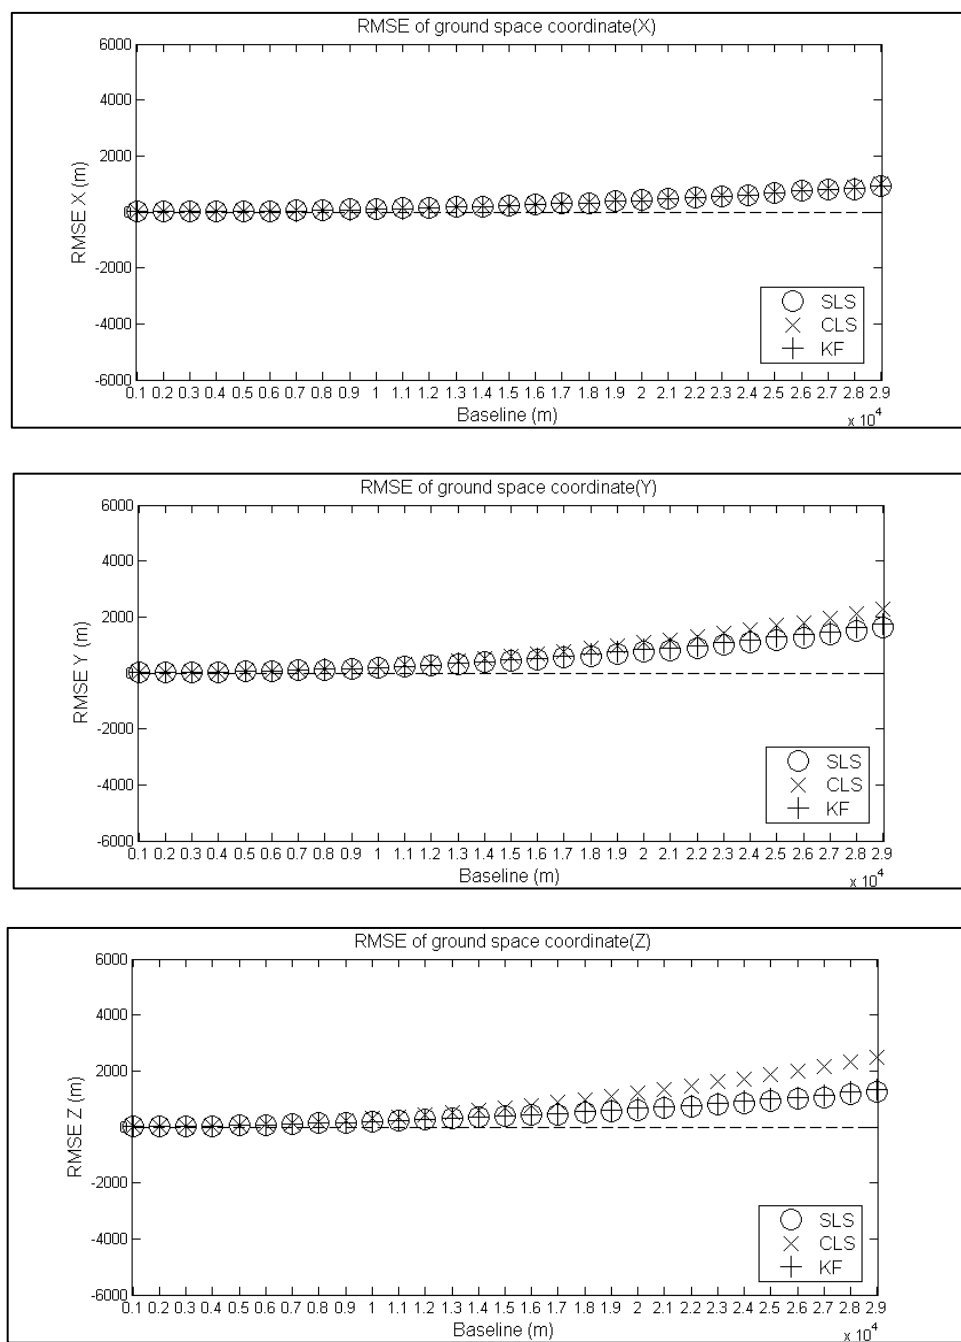 RMSE of ground space coordinate(X)
6000
4000
2000
RMSE X (m)
0
-2000
-4000
-6000
SLS
CLS
KF
0.1 0.2 0.3 0.4 0.5 0.6 0.7 0.8 0.9 1 1.1 1.2 1.3 1.4 1.5 1.6 1.7 1.8 1.9 2 2.1 2.2 2.3 2.4 2.5 2.6 2.7 2.8 2.9
Baseline (m)
x 10^4
RMSE of ground space coordinate(Y)
6000
4000
2000
RMSE Y (m)
0
-2000
-4000
-6000
SLS
CLS
KF
0.1 0.2 0.3 0.4 0.5 0.6 0.7 0.8 0.9 1 1.1 1.2 1.3 1.4 1.5 1.6 1.7 1.8 1.9 2 2.1 2.2 2.3 2.4 2.5 2.6 2.7 2.8 2.9
Baseline (m)
x 10^4
RMSE of ground space coordinate(Z)
6000
4000
2000
RMSE Z (m)
0
-2000
-4000
-6000
SLS
CLS
KF
0.1 0.2 0.3 0.4 0.5 0.6 0.7 0.8 0.9 1 1.1 1.2 1.3 1.4 1.5 1.6 1.7 1.8 1.9 2 2.1 2.2 2.3 2.4 2.5 2.6 2.7 2.8 2.9
Baseline (m)
x 10^4